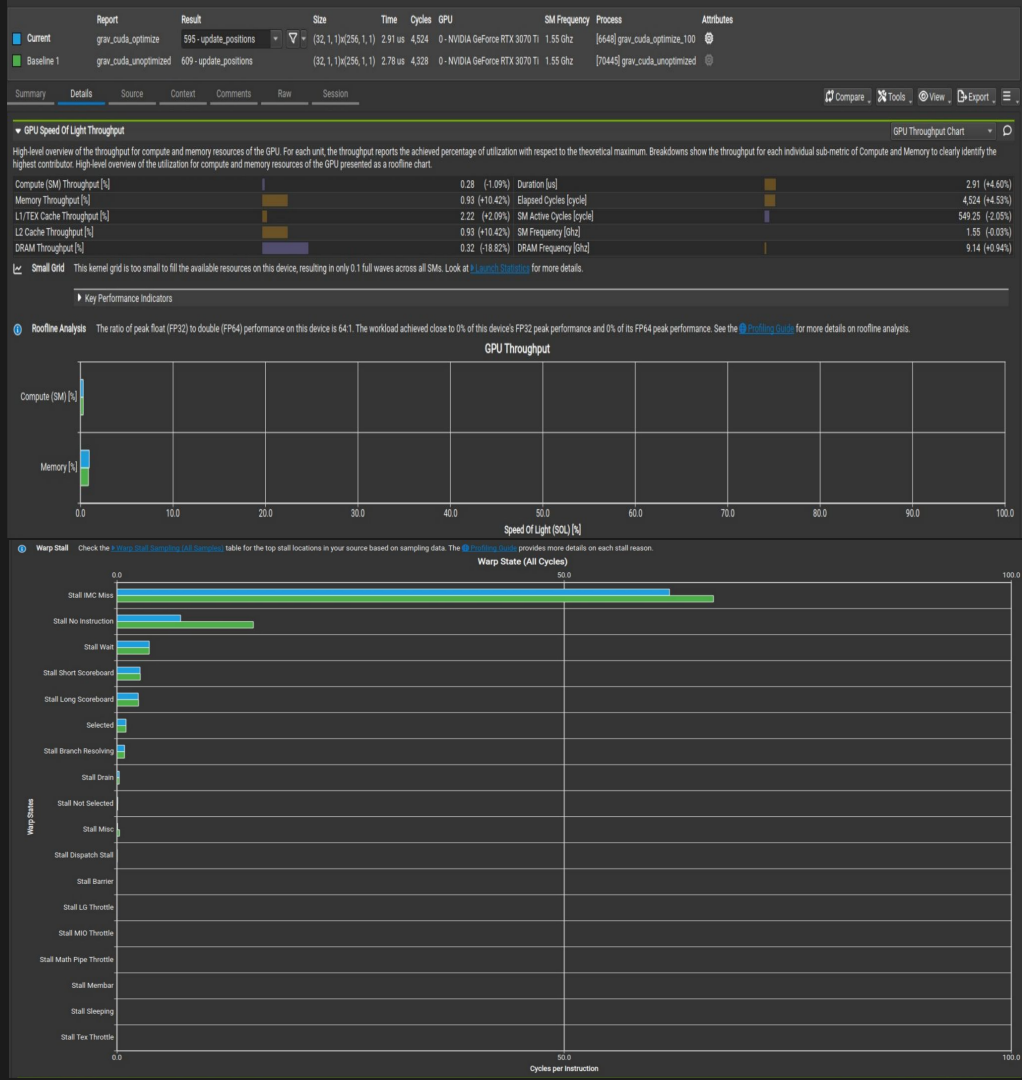 Report Result Size Time Cycles GPU SM Frequency Process Attributes
Current grav_cuda_optimize 595 - update_positions (32, 1, 1)x(256, 1, 1) 2.91 us 4,524 0 - NVIDIA GeForce RTX 3070 Ti 1.55 Ghz [6648] grav_cuda_optimize_100
Baseline 1 grav_cuda_unoptimized 609 - update_positions (32, 1, 1)x(256, 1, 1) 2.78 us 4,328 0 - NVIDIA GeForce RTX 3070 Ti 1.55 Ghz [70445] grav_cuda_unoptimized
Summary Details Source Context Comments Raw Session Compare Tools View Export
GPU Speed Of Light Throughput GPU Throughput Chart
High-level overview of the throughput for compute and memory resources of the GPU. For each unit, the throughput reports the achieved percentage of utilization with respect to the theoretical maximum. Breakdowns show the throughput for each individual sub-metric of Compute and Memory to clearly identify the
highest contributor. High-level overview of the utilization for compute and memory resources of the GPU presented as a roofline chart.
Compute (SM) Throughput [%] 0.28 (-1.09%) Duration [us] 2.91 (+4.60%)
Memory Throughput [%] 0.93 (+10.42%) Elapsed Cycles [cycle] 4,524 (+4.53%)
L1/TEX Cache Throughput [%] 2.22 (+2.09%) SM Active Cycles [cycle] 549.25 (-2.05%)
L2 Cache Throughput [%] 0.93 (+10.42%) SM Frequency [Ghz] 1.55 (-0.03%)
DRAM Throughput [%] 0.32 (-18.82%) DRAM Frequency [Ghz] 9.14 (+0.94%)
Small Grid This kernel grid is too small to fill the available resources on this device, resulting in only 0.1 full waves across all SMs. Look at Launch Statistics for more details.
Key Performance Indicators
Roofline Analysis The ratio of peak float (FP32) to double (FP64) performance on this device is 64:1. The workload achieved close to 0% of this device's FP32 peak performance and 0% of its FP64 peak performance. See the Profiling Guide for more details on roofline analysis.
GPU Throughput
Compute (SM) [%]
Memory [%]
0.0 10.0 20.0 30.0 40.0 50.0 60.0 70.0 80.0 90.0 100.0
Speed Of Light (SOL) [%]
Warp Stall Check the Warp Stall Sampling (All Samples) table for the top stall locations in your source based on sampling data. The Profiling Guide provides more details on each stall reason.
Warp State (All Cycles)
0.0 50.0 100.0
Stall IMC Miss
Stall No Instruction
Stall Wait
Stall Short Scoreboard
Stall Long Scoreboard
Selected
Stall Branch Resolving
Stall Drain
Stall Not Selected
Warp States
Stall Misc
Stall Dispatch Stall
Stall Barrier
Stall LG Throttle
Stall MIO Throttle
Stall Math Pipe Throttle
Stall Membar
Stall Sleeping
Stall Tex Throttle
0.0 50.0 100.0
Cycles per Instruction